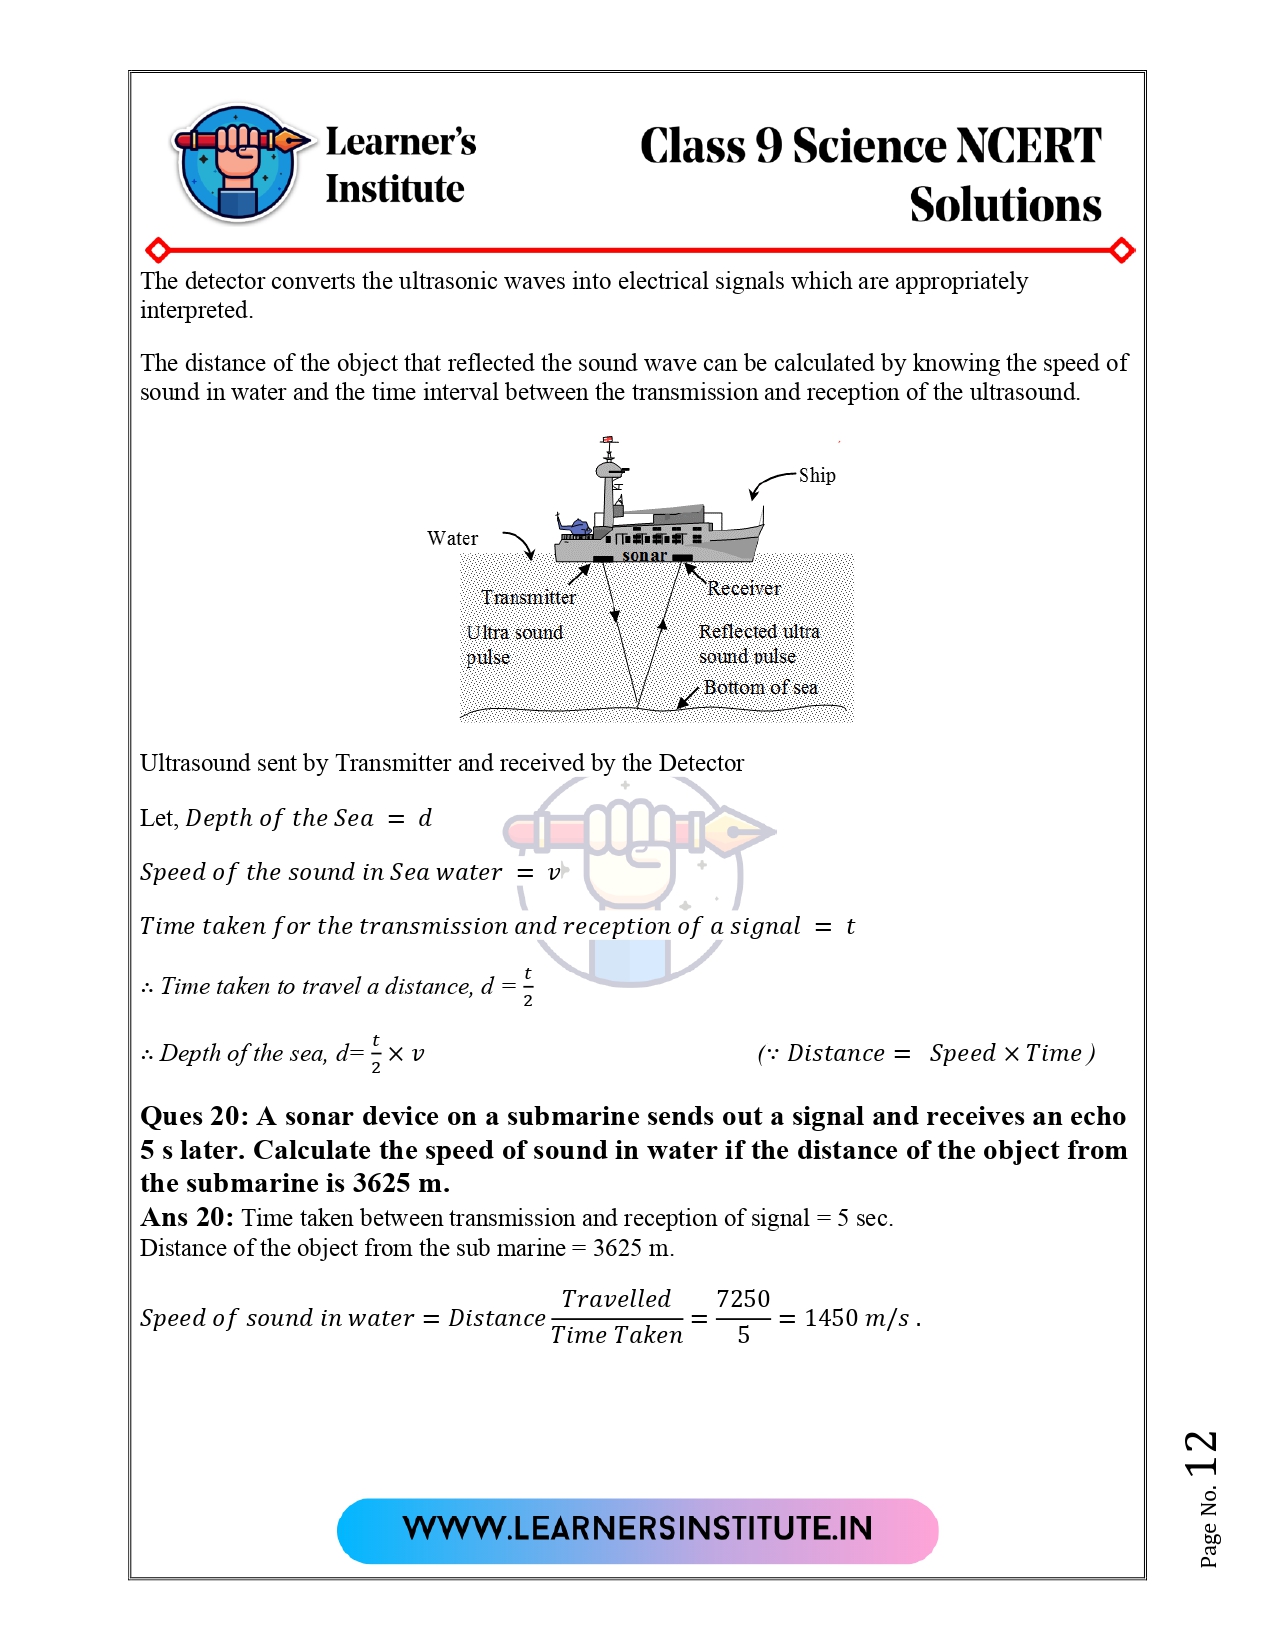 Learner's
Institute
Class 9 Science NCERT
Solutions
The detector converts the ultrasonic waves into electrical signals which are appropriately
interpreted.
The distance of the object that reflected the sound wave can be calculated by knowing the speed of
sound in water and the time interval between the transmission and reception of the ultrasound.
Ship
Water
sonar
Transmitter
Receiver
Ultra sound
pulse
Reflected ultra
sound pulse
Bottom of sea
Ultrasound sent by Transmitter and received by the Detector
Let, Depth of the Sea = d
Speed of the sound in Sea water = v
Time taken for the transmission and reception of a signal = t
∴ Time taken to travel a distance, d = t/2
∴ Depth of the sea, d= t/2 × v (∵ Distance = Speed × Time )
Ques 20: A sonar device on a submarine sends out a signal and receives an echo
5 s later. Calculate the speed of sound in water if the distance of the object from
the submarine is 3625 m.
Ans 20: Time taken between transmission and reception of signal = 5 sec.
Distance of the object from the sub marine = 3625 m.
Speed of sound in water = Distance Travelled/Time Taken = 7250/5 = 1450 m/s .
Page No. 12
WWW.LEARNERSINSTITUTE.IN